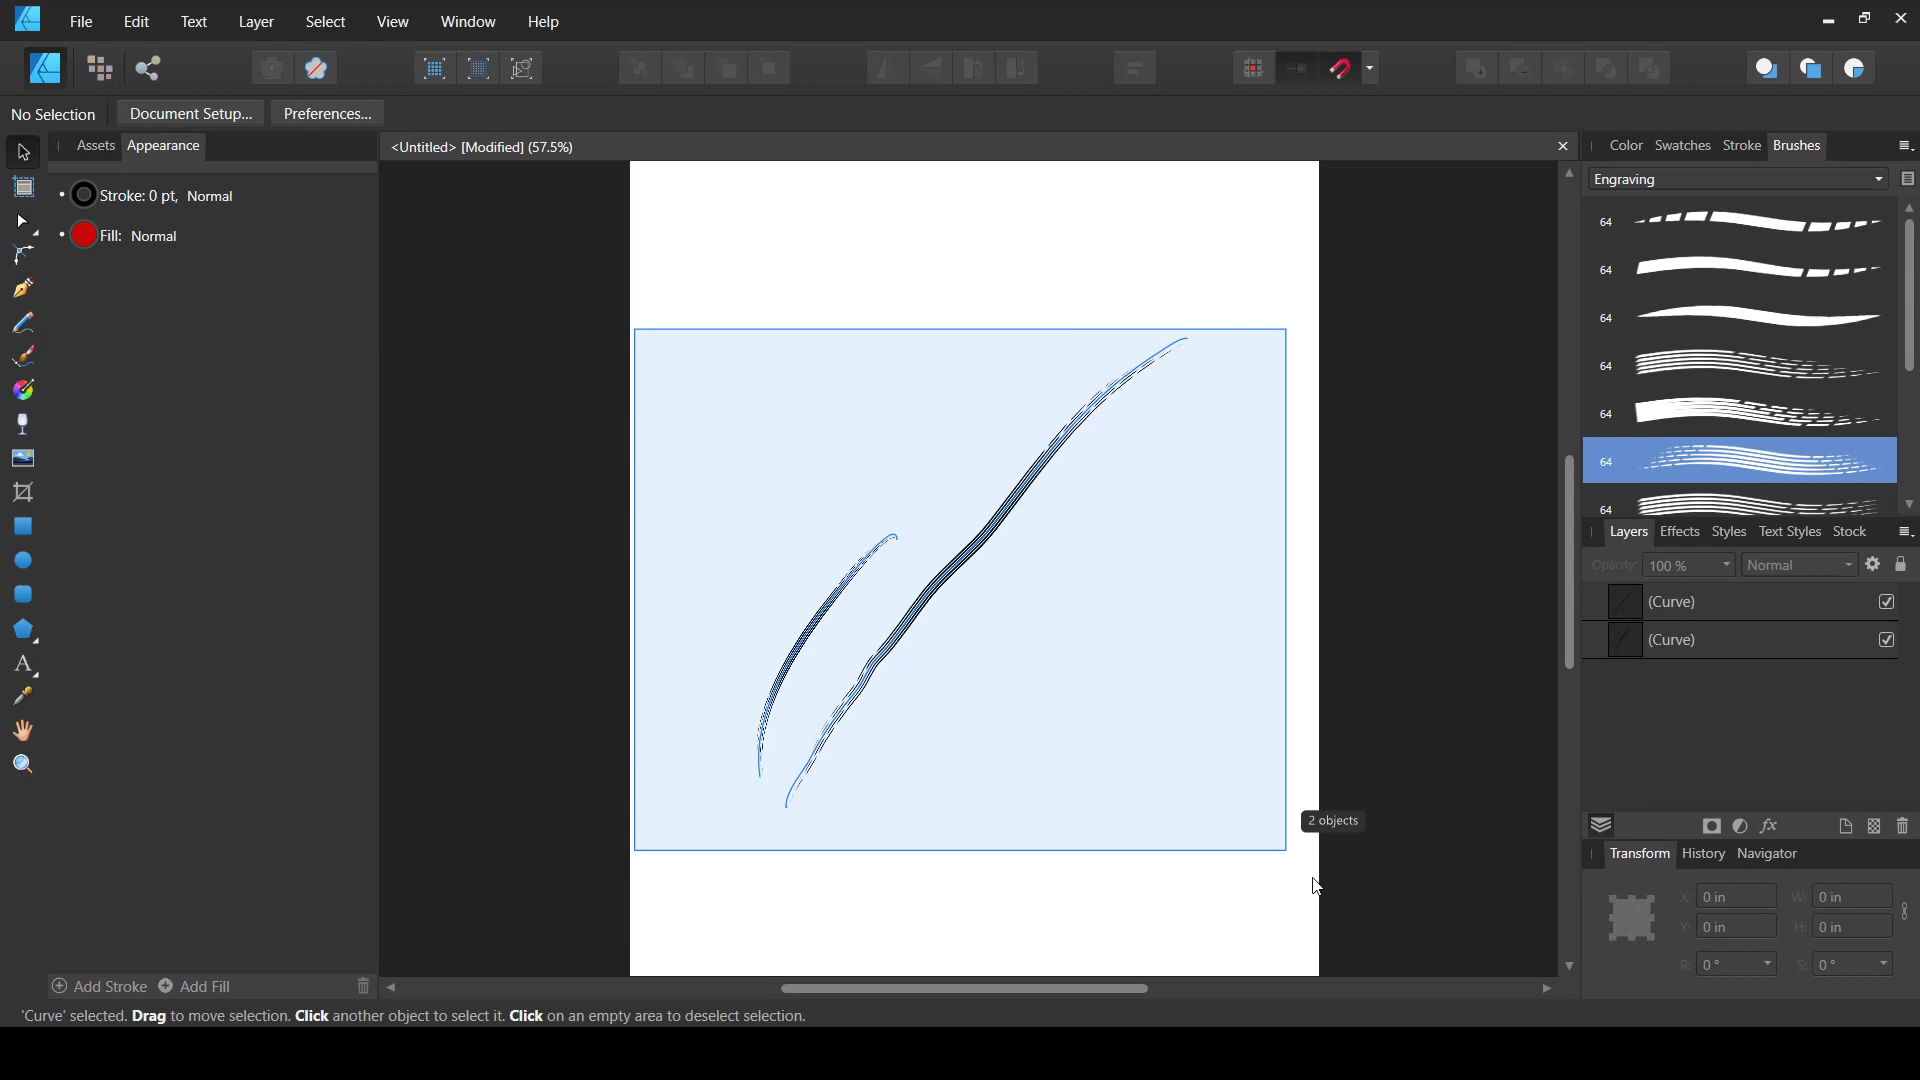 File Edit Text Layer Select View Window Help
No Selection Document Setup... Preferences...
Assets Appearance
<Untitled> [Modified] (57.5%)
Color Swatches Stroke Brushes
Stroke: 0 pt, Normal
Fill: Normal
Engraving
64
64
64
64
64
64
64
Layers Effects Styles Text Styles Stock
Opacity: 100 % Normal
(Curve)
(Curve)
2 objects
Transform History Navigator
X: 0 in W: 0 in
Y: 0 in H: 0 in
R: 0 ° S: 0 °
Add Stroke Add Fill
'Curve' selected. Drag to move selection. Click another object to select it. Click on an empty area to deselect selection.